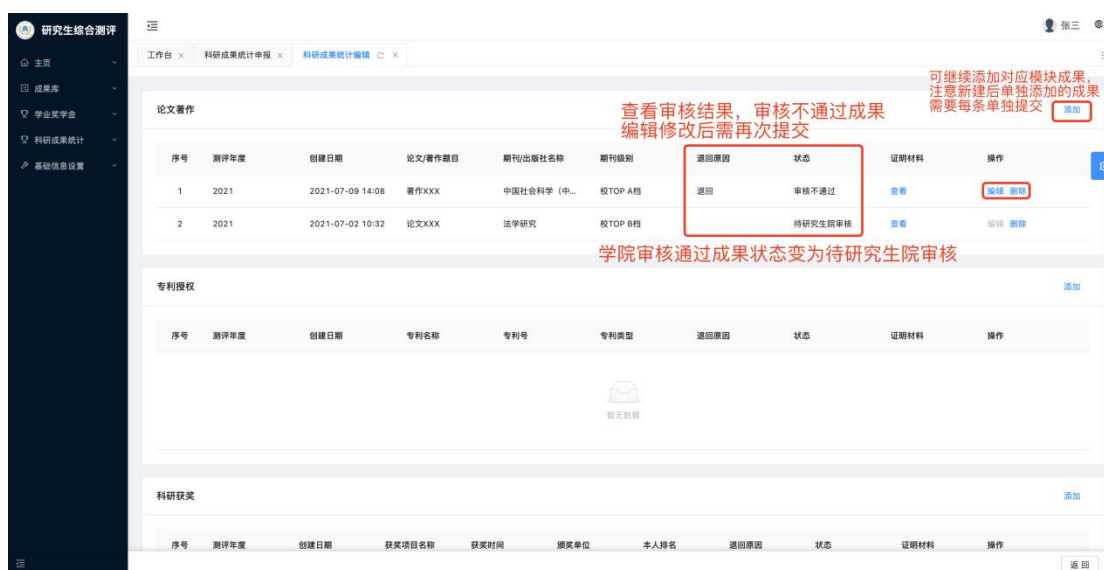 研究生综合测评
张三
主页
成果库
学业奖学金
科研成果统计
基础信息设置
工作台 × 科研成果统计申报 × 科研成果统计编辑 ×
可继续添加对应模块成果，
注意新建后单独添加的成果
需要每条单独提交
论文著作
添加
查看审核结果，审核不通过成果
编辑修改后需再次提交
序号 测评年度 创建日期 论文/著作题目 期刊/出版社名称 期刊级别 退回原因 状态 证明材料 操作
1 2021 2021-07-09 14:08 著作XXX 中国社会科学（中... 校TOP A档 退回 审核不通过 查看 编辑 删除
2 2021 2021-07-02 10:32 论文XXX 法学研究 校TOP B档 待研究生院审核 查看 编辑 删除
学院审核通过成果状态变为待研究生院审核
专利授权 添加
序号 测评年度 创建日期 专利名称 专利号 专利类型 退回原因 状态 证明材料 操作
暂无数据
科研获奖 添加
序号 测评年度 创建日期 获奖项目名称 获奖时间 颁奖单位 本人排名 退回原因 状态 证明材料 操作
返回